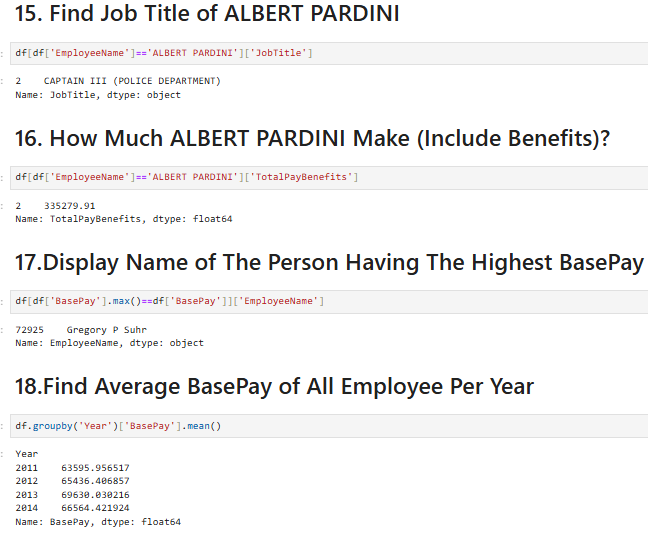 15. Find Job Title of ALBERT PARDINI
: df[df['EmployeeName']=='ALBERT PARDINI']['JobTitle']
: 2    CAPTAIN III (POLICE DEPARTMENT)
Name: JobTitle, dtype: object
16. How Much ALBERT PARDINI Make (Include Benefits)?
: df[df['EmployeeName']=='ALBERT PARDINI']['TotalPayBenefits']
: 2    335279.91
Name: TotalPayBenefits, dtype: float64
17.Display Name of The Person Having The Highest BasePay
: df[df['BasePay'].max()==df['BasePay']]['EmployeeName']
: 72925    Gregory P Suhr
Name: EmployeeName, dtype: object
18.Find Average BasePay of All Employee Per Year
: df.groupby('Year')['BasePay'].mean()
: Year
2011    63595.956517
2012    65436.406857
2013    69630.030216
2014    66564.421924
Name: BasePay, dtype: float64